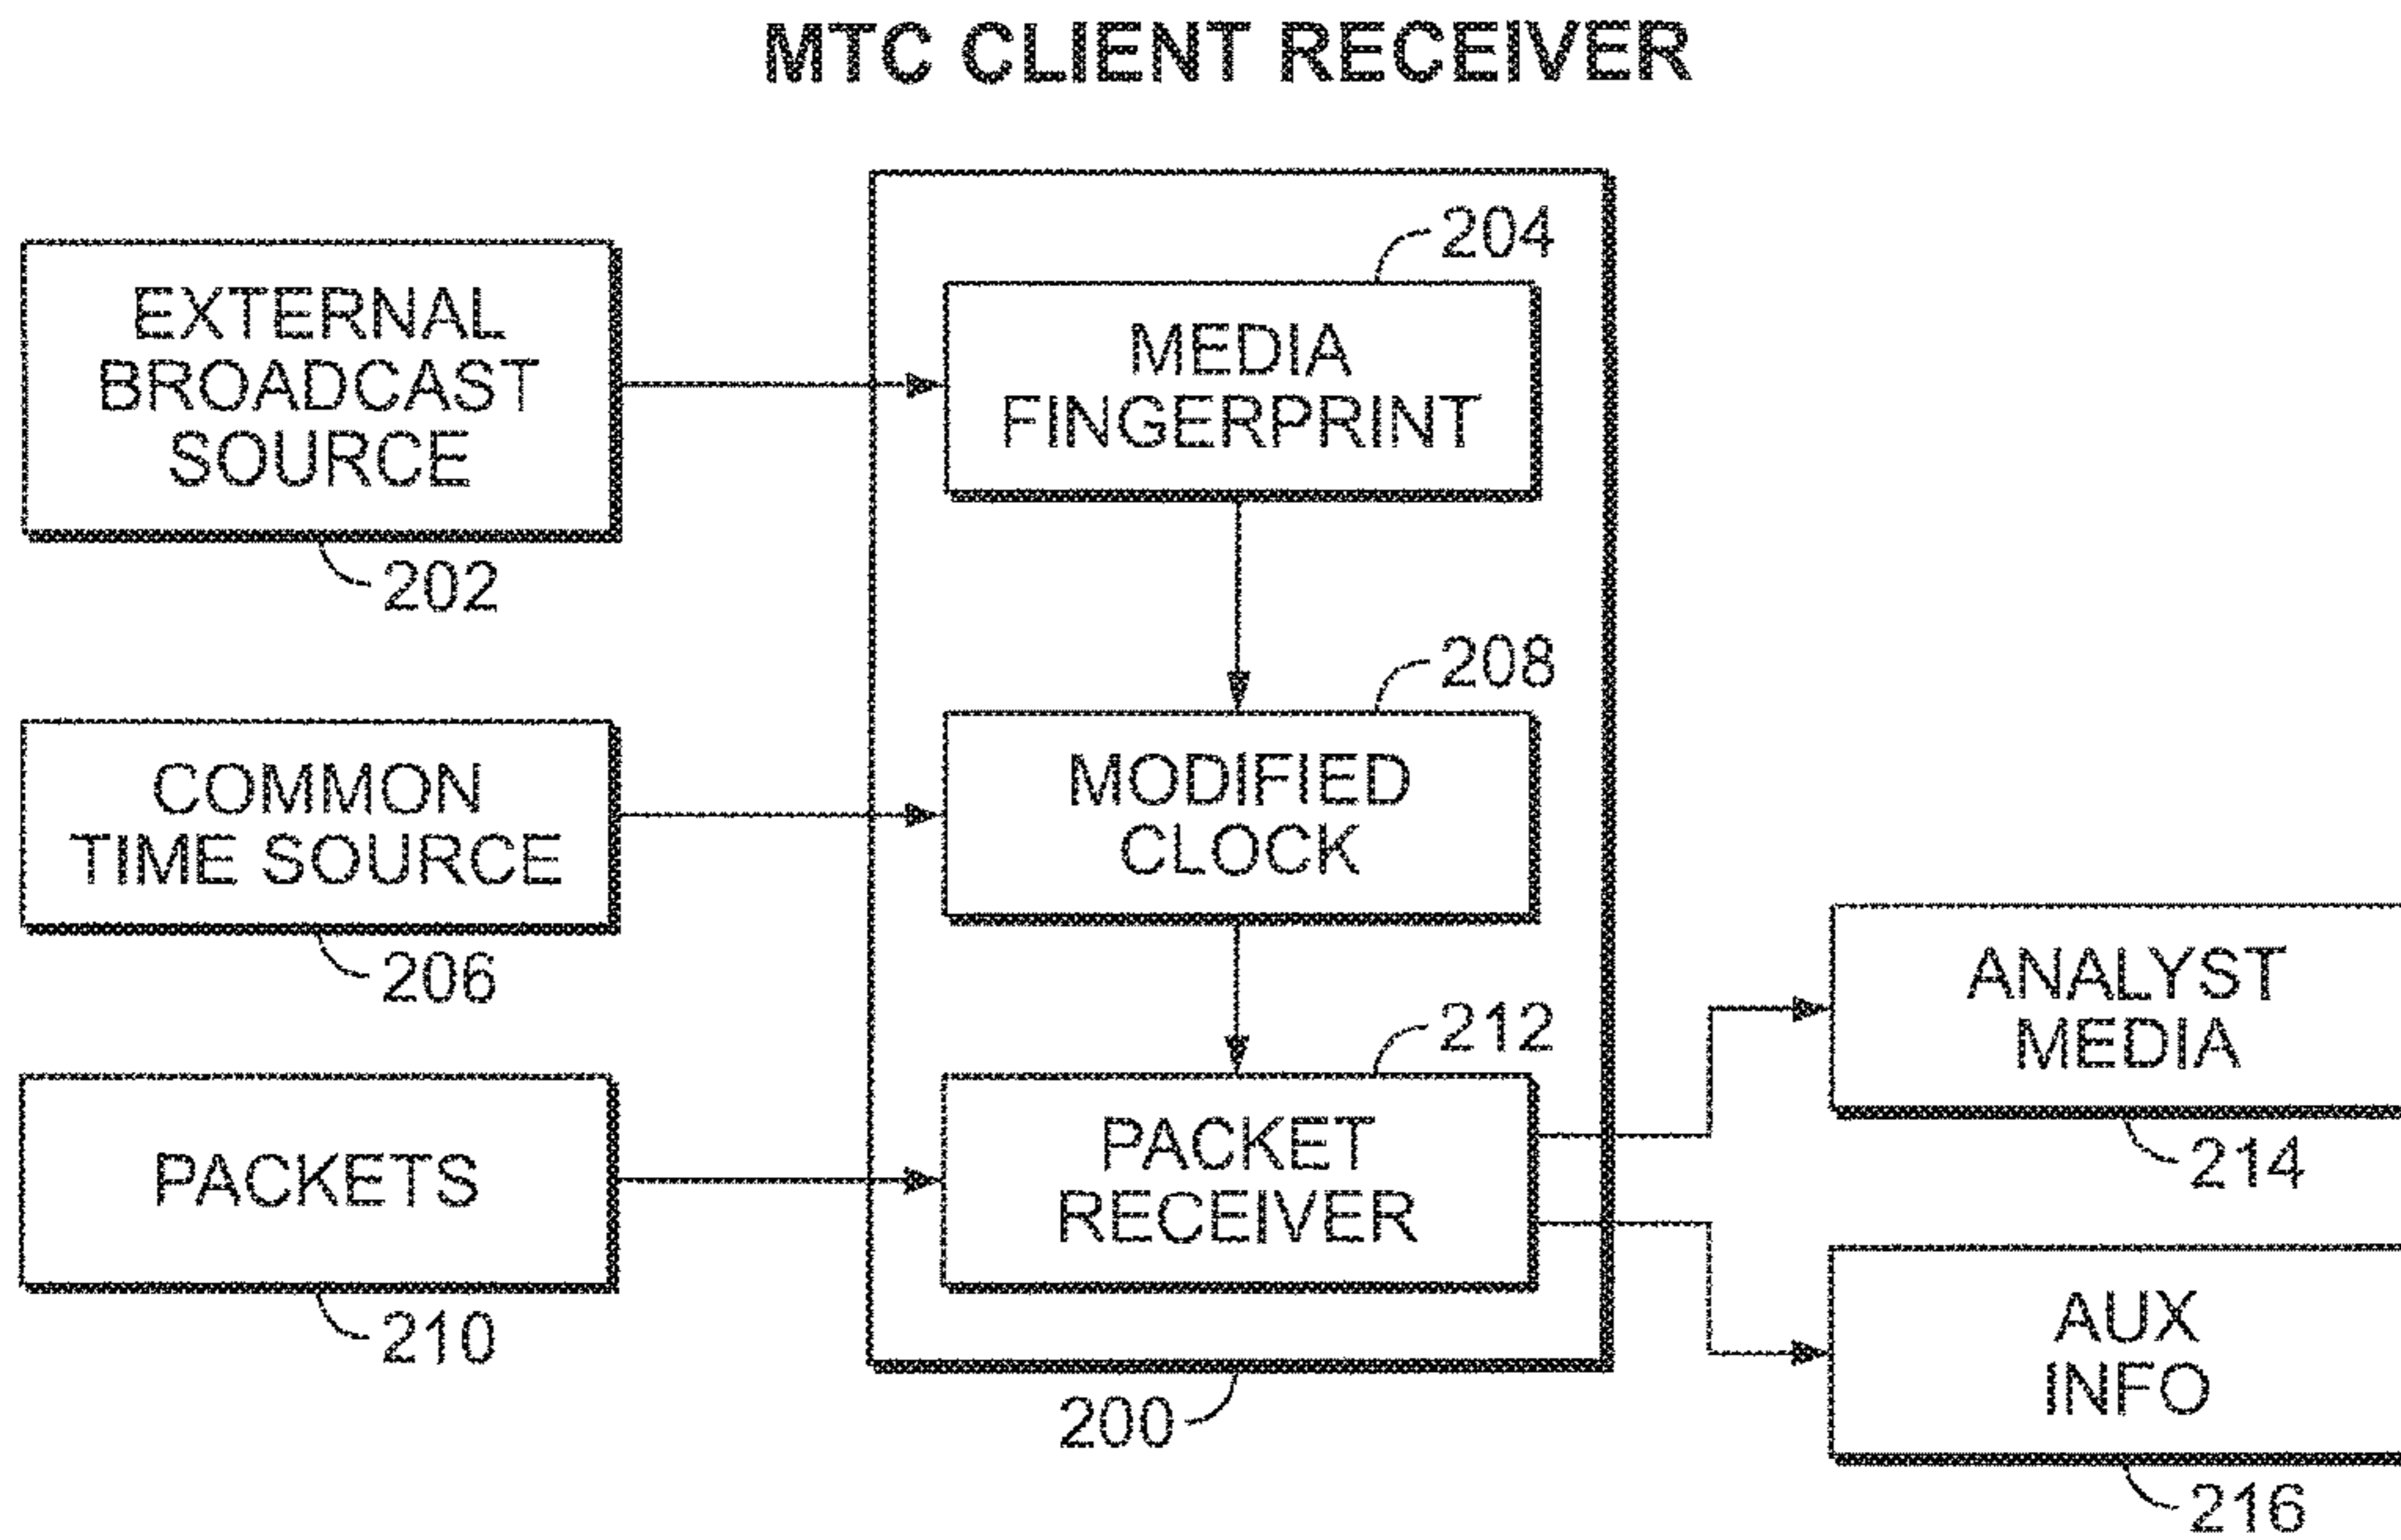 MTC CLIENT RECEIVER
EXTERNAL
BROADCAST
SOURCE
202
204
MEDIA
FINGERPRINT
COMMON
TIME SOURCE
206
208
MODIFIED
CLOCK
PACKETS
210
212
PACKET
RECEIVER
200
ANALYST
MEDIA
214
AUX
INFO
216